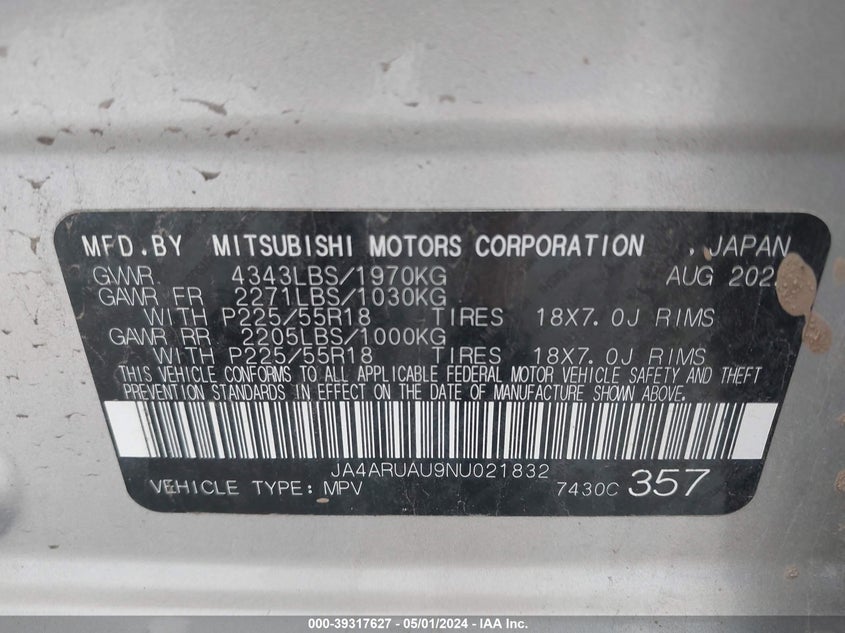 MFD.BY MITSUBISHI MOTORS CORPORATION , JAPAN
GVWR 4343LBS/1970KG AUG 202
GAWR FR 2271LBS/1030KG
WITH P225/55R18 TIRES 18X7.0J RIMS
GAWR RR 2205LBS/1000KG
WITH P225/55R18 TIRES 18X7.0J RIMS
THIS VEHICLE CONFORMS TO ALL APPLICABLE FEDERAL MOTOR VEHICLE SAFETY AND THEFT
PREVENTION STANDARDS IN EFFECT ON THE DATE OF MANUFACTURE SHOWN ABOVE.
JA4ARUAU9NU021832
VEHICLE TYPE: MPV 7430C 357
000-39317627 - 05/01/2024 - IAA Inc.